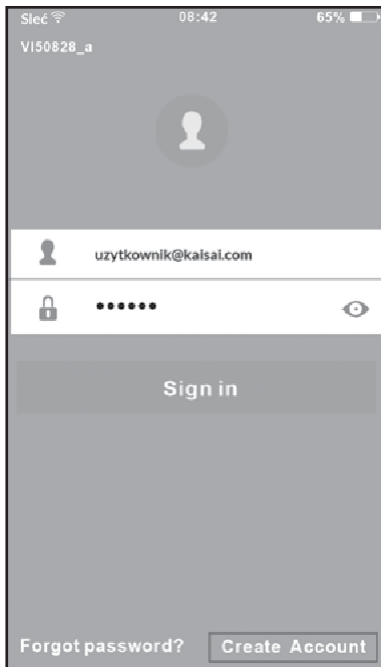 Sieć 08:42 65%
VI50828_a
uzytkownik@kaisai.com
••••••
Sign in
Forgot password? Create Account